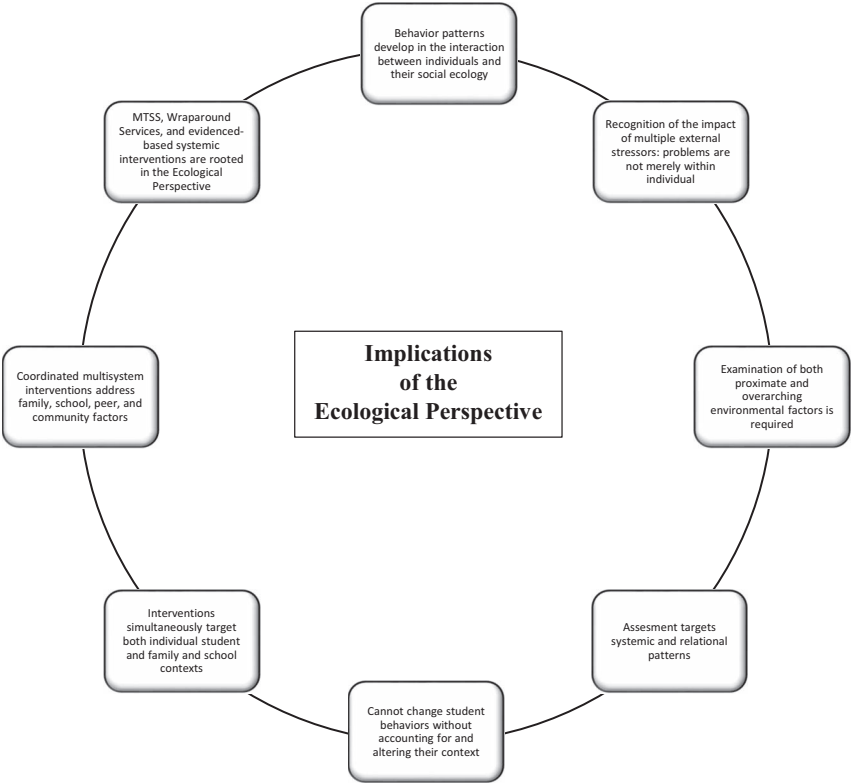 Behavior patterns
develop in the interaction
between individuals and
their social ecology
Recognition of the impact
of multiple external
stressors: problems are
not merely within
individual
Examination of both
proximate and
overarching
environmental factors is
required
Assesment targets
systemic and relational
patterns
Cannot change student
behaviors without
accounting for and
altering their context
Interventions
simultaneously target
both individual student
and family and school
contexts
Coordinated multisystem
interventions address
family, school, peer, and
community factors
MTSS, Wraparound
Services, and evidenced-
based systemic
interventions are rooted
in the Ecological
Perspective
Implications
of the
Ecological Perspective